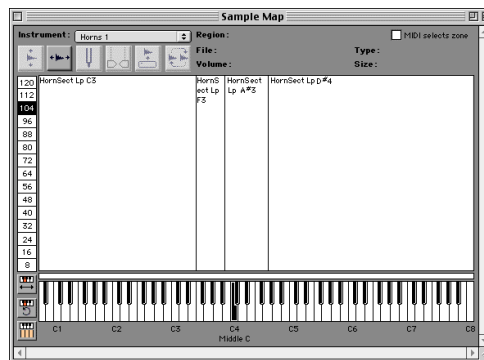 Sample Map
Instrument: Horns 1
Region:
MIDI selects zone
File:
Type:
Volume:
Size:
120
112
104
96
88
80
72
64
56
48
40
32
24
16
8
HornSect Lp C3
HornS
ect Lp
F3
HornSect
Lp A#3
HornSect Lp D#4
C1 C2 C3 C4 C5 C6 C7 C8
Middle C